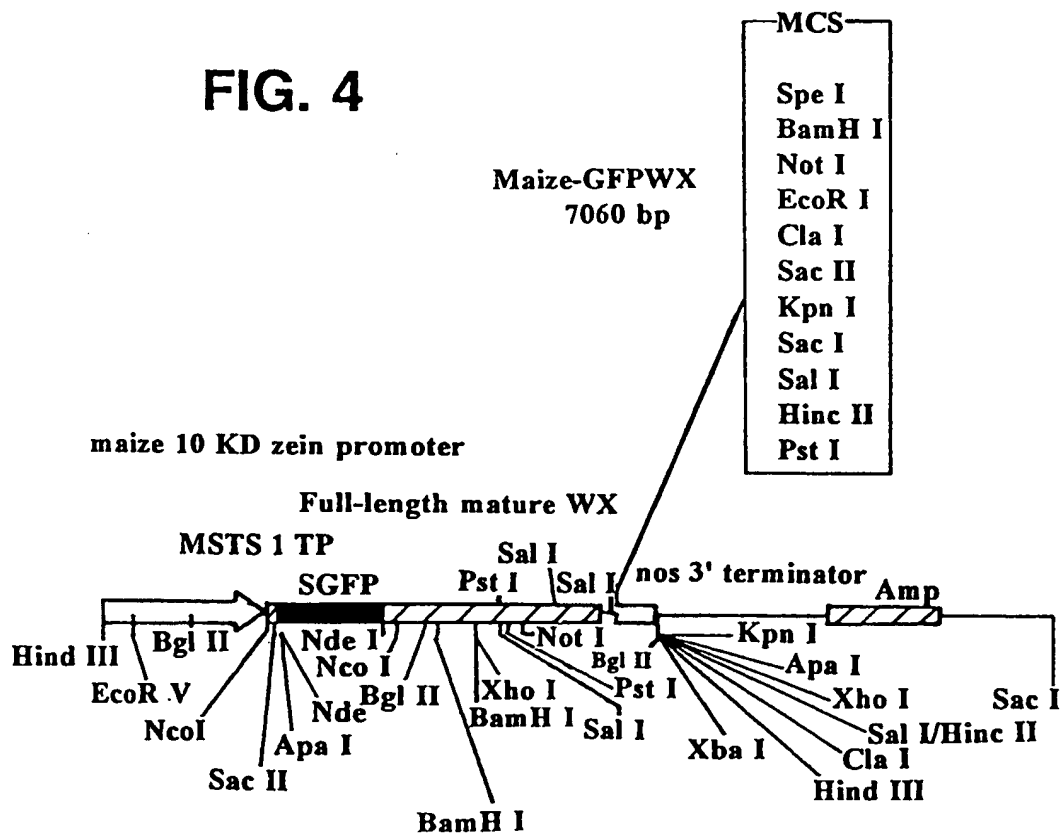 FIG. 4
MCS
Spe I
BamH I
Not I
EcoR I
Cla I
Sac II
Kpn I
Sac I
Sal I
Hinc II
Pst I
Maize-GFPWX
7060 bp
maize 10 KD zein promoter
Full-length mature WX
MSTS 1 TP
Sal I
SGFP
Pst I
Sal I
nos 3' terminator
Amp
Hind III
Bgl II
Nde I
Not I
Bgl II
Kpn I
EcoR V
Nco I
Bgl II
Xho I
Pst I
Apa I
NcoI
Nde
BamH I
Xho I
Sac I
Apa I
Sal I
Xba I
Sal I/Hinc II
Sac II
Cla I
Hind III
BamH I